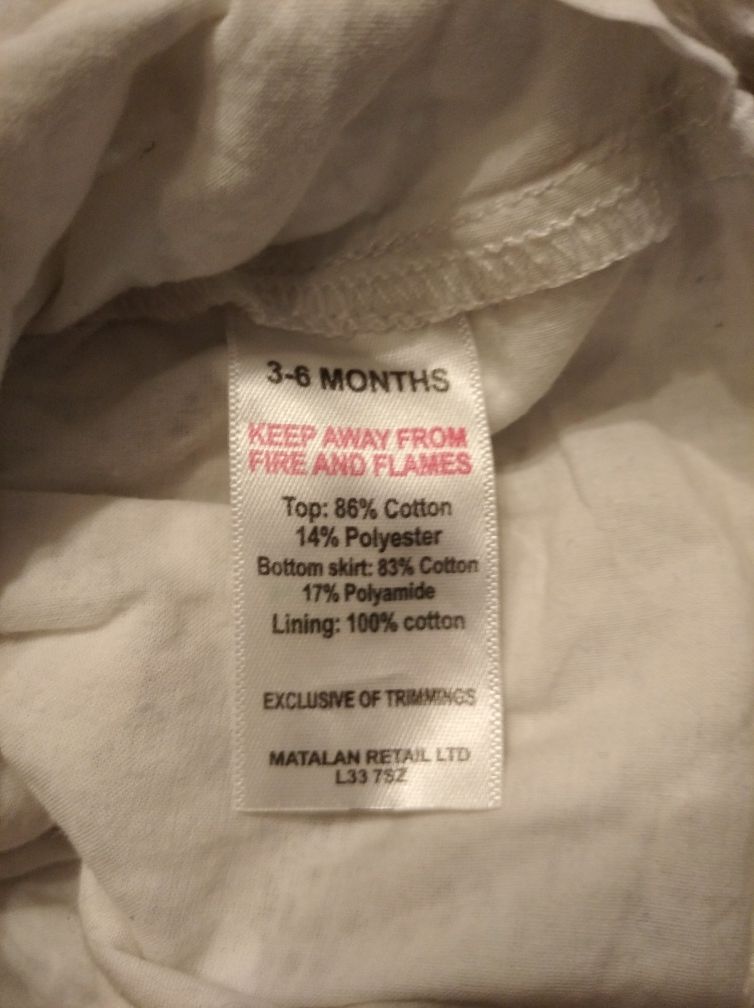 3-6 MONTHS
KEEP AWAY FROM
FIRE AND FLAMES
Top: 86% Cotton
14% Polyester
Bottom skirt: 83% Cotton
17% Polyamide
Lining: 100% cotton
EXCLUSIVE OF TRIMMINGS
MATALAN RETAIL LTD
L33 7SZ